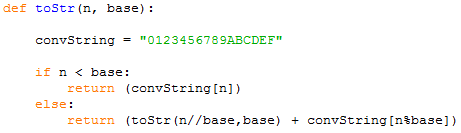 def toStr(n, base):
convString = "0123456789ABCDEF"
if n < base:
return (convString[n])
else:
return (toStr(n//base,base) + convString[n%base])